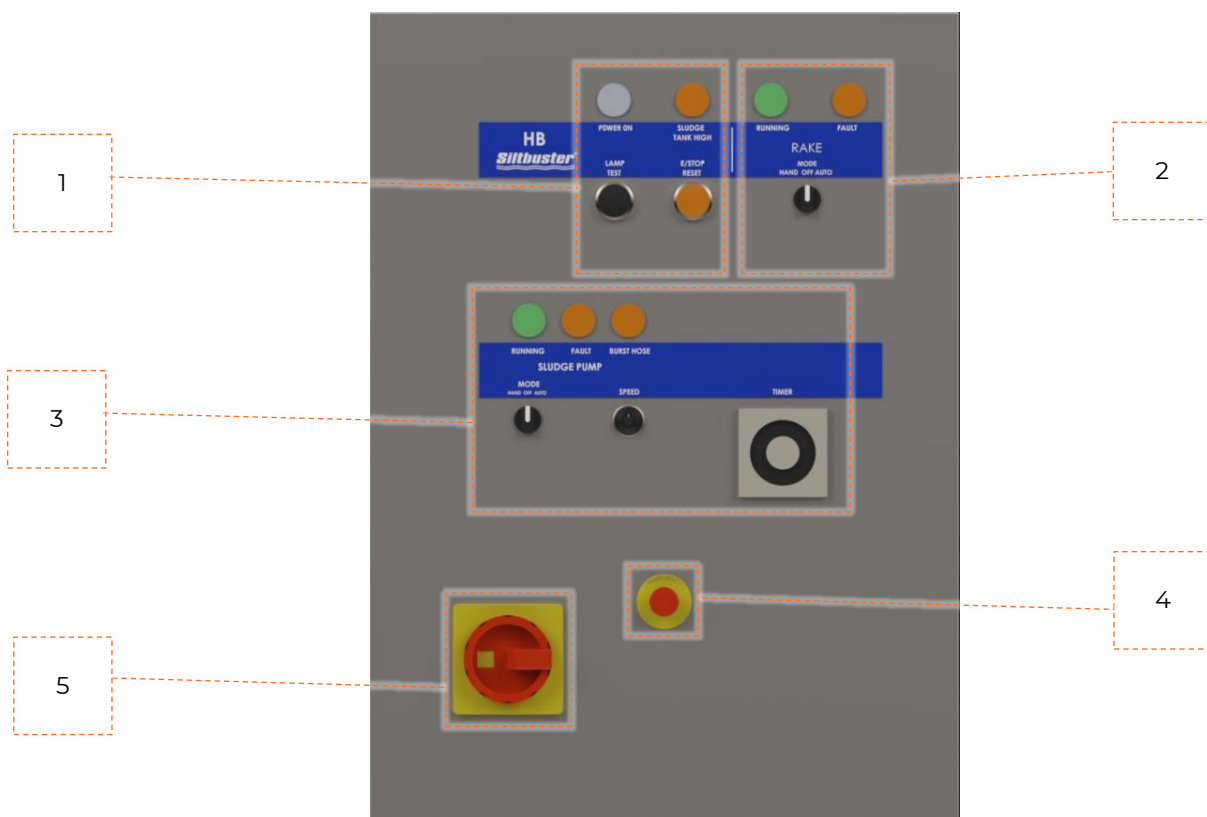 1
2
3
4
5
HB
Siltbuster
POWER ON
SLUDGE
TANK HIGH
LAMP
TEST
E/STOP
RESET
RUNNING
FAULT
RAKE
MODE
HAND OFF AUTO
RUNNING
FAULT
BURST HOSE
SLUDGE PUMP
MODE
HAND OFF AUTO
SPEED
TIMER
EMERGENCY